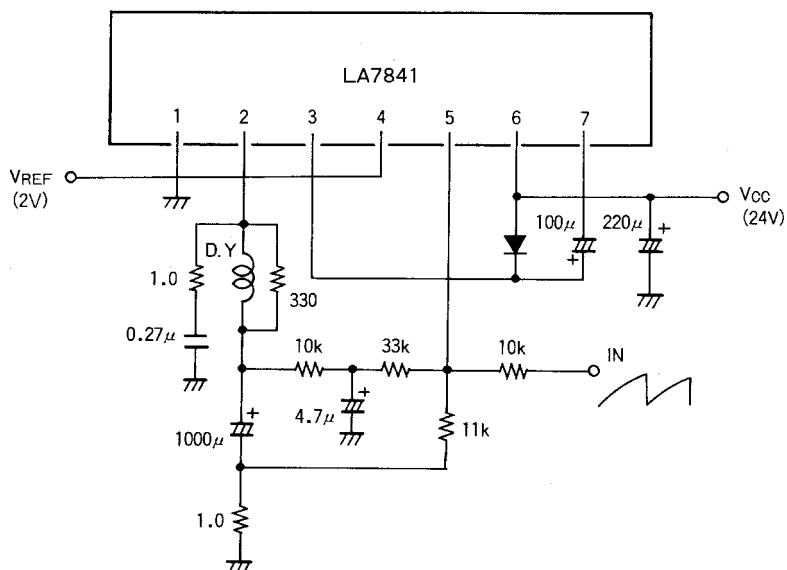 LA7841
1 2 3 4 5 6 7
VREF
(2V)
VCC
(24V)
100μ 220μ
+ +
+
D.Y
1.0
330
0.27μ
10k 33k 10k IN
+
4.7μ
+
1000μ
11k
1.0